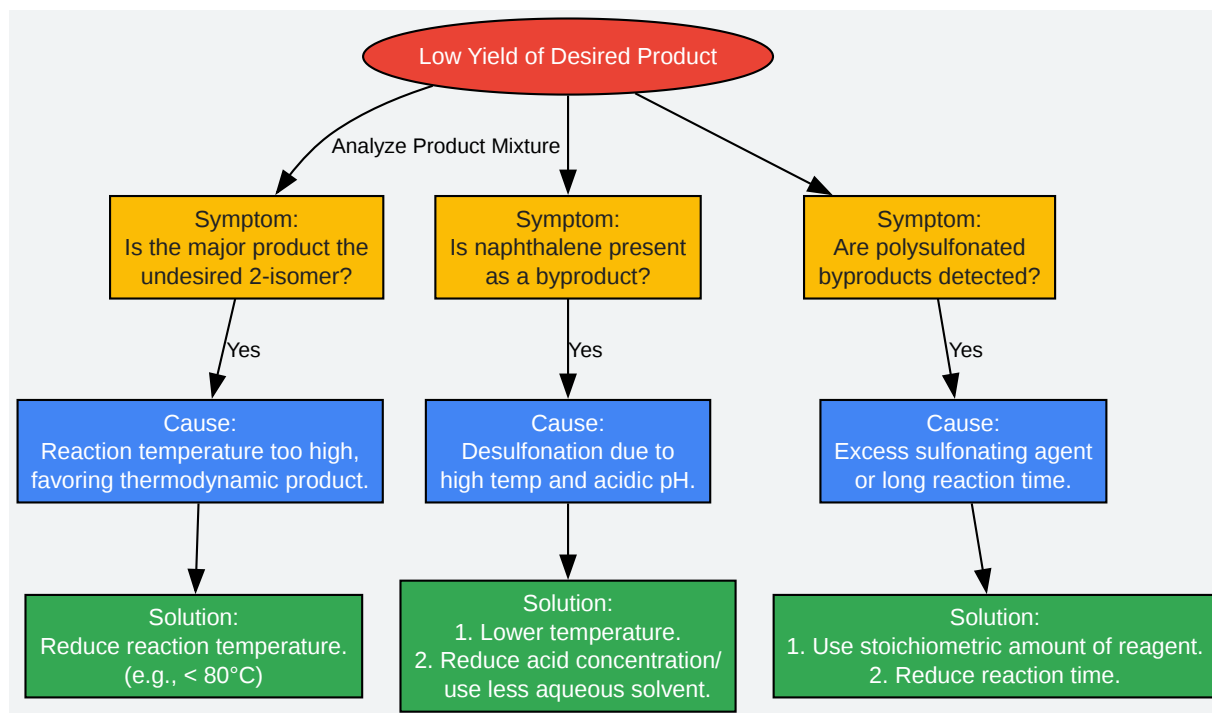 Low Yield of Desired Product
Analyze Product Mixture
Symptom:
Is the major product the
undesired 2-isomer?
Symptom:
Is naphthalene present
as a byproduct?
Symptom:
Are polysulfonated
byproducts detected?
Yes
Yes
Yes
Cause:
Reaction temperature too high,
favoring thermodynamic product.
Cause:
Desulfonation due to
high temp and acidic pH.
Cause:
Excess sulfonating agent
or long reaction time.
Solution:
Reduce reaction temperature.
(e.g., < 80°C)
Solution:
1. Lower temperature.
2. Reduce acid concentration/
use less aqueous solvent.
Solution:
1. Use stoichiometric amount of reagent.
2. Reduce reaction time.